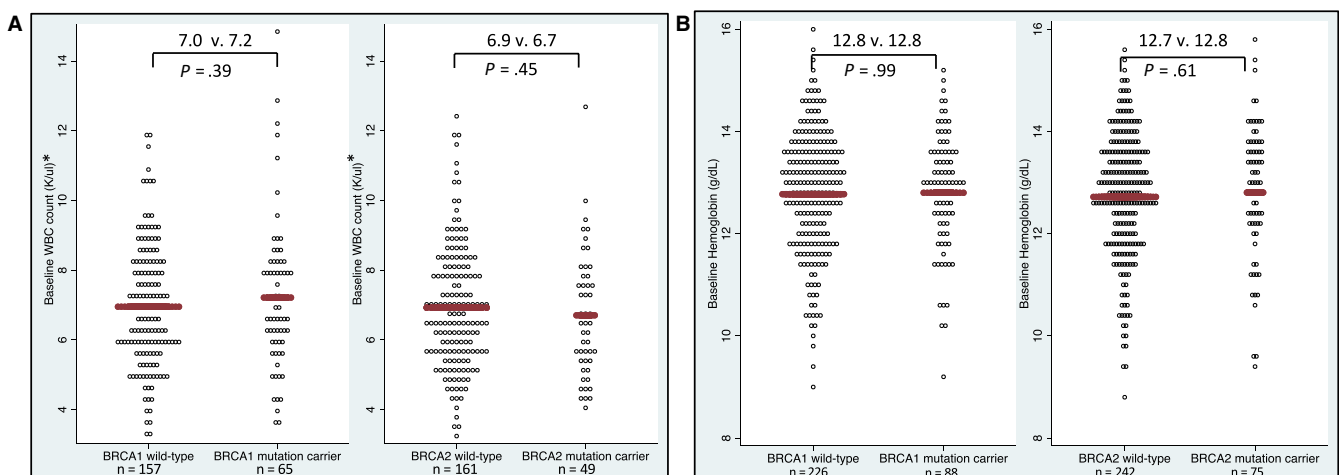 A
7.0 v. 7.2
P = .39
Baseline WBC count (K/ul)*
14
12
10
8
6
4
BRCA1 wild-type
n = 157
BRCA1 mutation carrier
n = 65
6.9 v. 6.7
P = .45
Baseline WBC count (K/ul)*
14
12
10
8
6
4
BRCA2 wild-type
n = 161
BRCA2 mutation carrier
n = 49
B
12.8 v. 12.8
P = .99
Baseline Hemoglobin (g/dL)
16
14
12
10
8
BRCA1 wild-type
n = 226
BRCA1 mutation carrier
n = 88
12.7 v. 12.8
P = .61
Baseline Hemoglobin (g/dL)
16
14
12
10
8
BRCA2 wild-type
n = 242
BRCA2 mutation carrier
n = 75